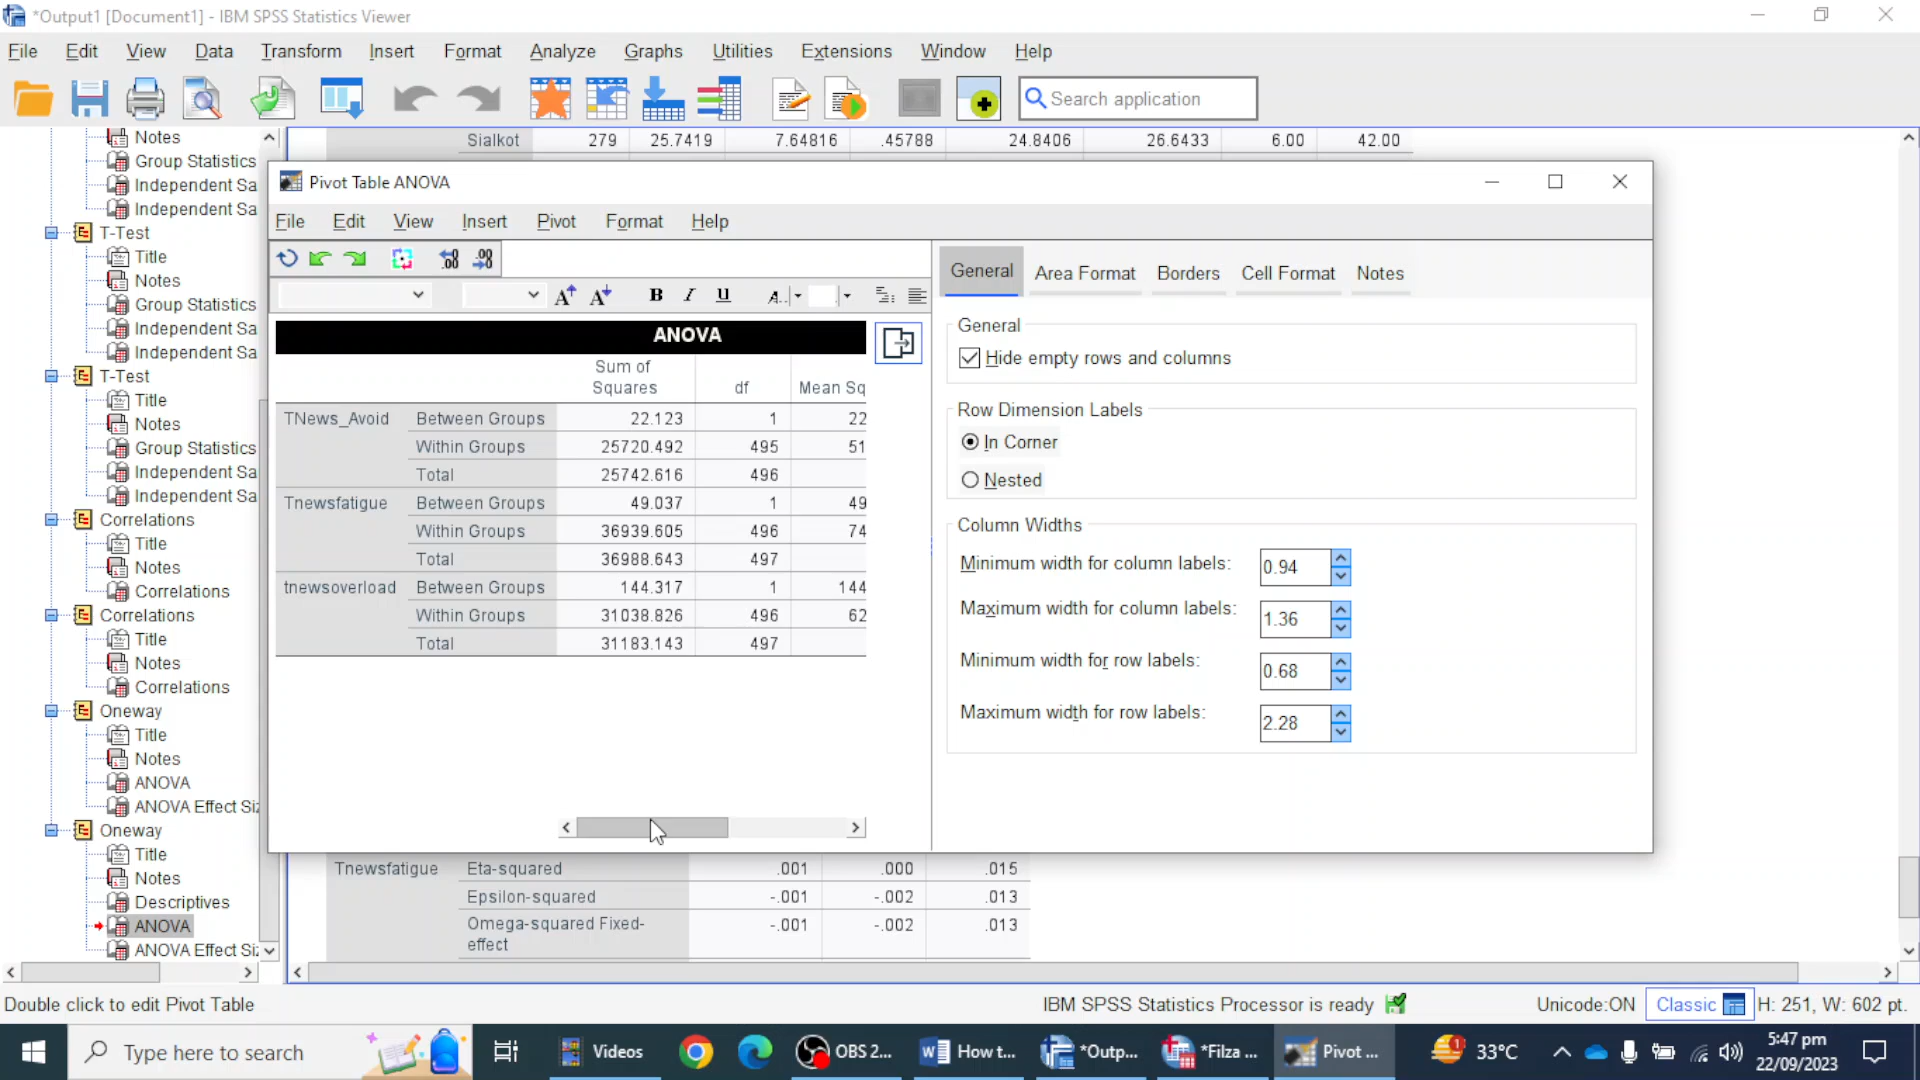 *Output1 [Document1] - IBM SPSS Statistics Viewer
File Edit View Data Transform Insert Format Analyze Graphs Utilities Extensions Window Help
Search application
Notes
Group Statistics
Independent Sa
Independent Sa
T-Test
Title
Notes
Group Statistics
Independent Sa
Independent Sa
T-Test
Title
Notes
Group Statistics
Independent Sa
Independent Sa
Correlations
Title
Notes
Correlations
Correlations
Title
Notes
Correlations
Oneway
Title
Notes
ANOVA
ANOVA Effect Siz
Oneway
Title
Notes
Descriptives
ANOVA
ANOVA Effect Siz
Sialkot 279 25.7419 7.64816 .45788 24.8406 26.6433 6.00 42.00
Pivot Table ANOVA
File Edit View Insert Pivot Format Help
B I U A..
ANOVA
Sum of
Squares df Mean Sq
TNews_Avoid Between Groups 22.123 1 22
Within Groups 25720.492 495 51
Total 25742.616 496
Tnewsfatigue Between Groups 49.037 1 49
Within Groups 36939.605 496 74
Total 36988.643 497
tnewsoverload Between Groups 144.317 1 144
Within Groups 31038.826 496 62
Total 31183.143 497
General Area Format Borders Cell Format Notes
General
Hide empty rows and columns
Row Dimension Labels
In Corner
Nested
Column Widths
Minimum width for column labels: 0.94
Maximum width for column labels: 1.36
Minimum width for row labels: 0.68
Maximum width for row labels: 2.28
Tnewsfatigue Eta-squared .001 .000 .015
Epsilon-squared -.001 -.002 .013
Omega-squared Fixed- -.001 -.002 .013
effect
Double click to edit Pivot Table IBM SPSS Statistics Processor is ready Unicode:ON Classic H: 251, W: 602 pt.
Type here to search Videos OBS 2... How t... *Outp... *Filza ... Pivot ... 33°C 5:47 pm
22/09/2023